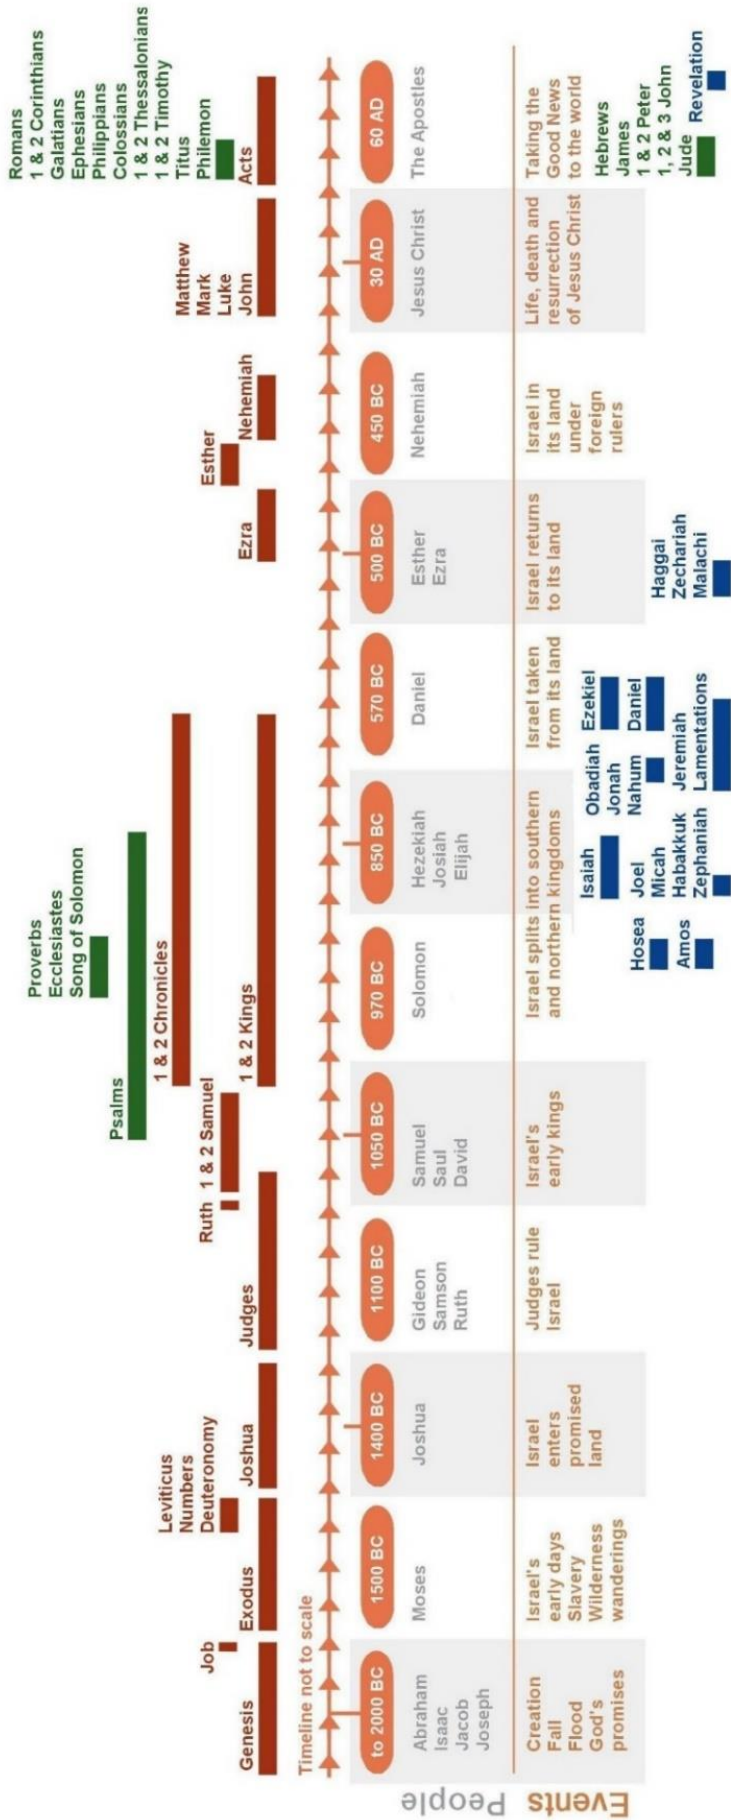 Romans
1 & 2 Corinthians
Galatians
Ephesians
Philippians
Colossians
1 & 2 Thessalonians
1 & 2 Timothy
Titus
Philemon
Proverbs
Ecclesiastes
Song of Solomon
Psalms
1 & 2 Chronicles
Leviticus
Numbers
Deuteronomy
Matthew
Mark
Luke
John
Job
Ruth
1 & 2 Samuel
Esther
Genesis
Exodus
Joshua
Judges
1 & 2 Kings
Ezra
Nehemiah
Acts
Timeline not to scale
to 2000 BC
1500 BC
1400 BC
1100 BC
1050 BC
970 BC
850 BC
570 BC
500 BC
450 BC
30 AD
60 AD
People
Abraham
Isaac
Jacob
Joseph
Moses
Joshua
Gideon
Samson
Ruth
Samuel
Saul
David
Solomon
Hezekiah
Josiah
Elijah
Daniel
Esther
Ezra
Nehemiah
Jesus Christ
The Apostles
Events
Creation
Fall
Flood
God's
promises
Israel's
early days
Slavery
Wilderness
wanderings
Israel
enters
promised
land
Judges rule
Israel
Israel's
early kings
Israel splits into southern
and northern kingdoms
Israel taken
from its land
Israel returns
to its land
Israel in
its land
under
foreign
rulers
Life, death and
resurrection
of Jesus Christ
Taking the
Good News
to the world
Hosea
Amos
Isaiah
Joel
Micah
Habakkuk
Zephaniah
Obadiah
Jonah
Nahum
Jeremiah
Lamentations
Ezekiel
Daniel
Haggai
Zechariah
Malachi
Hebrews
James
1 & 2 Peter
1, 2 & 3 John
Jude
Revelation